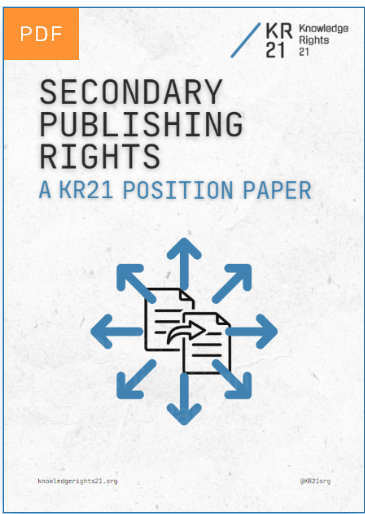 PDF
KR Knowledge
Rights
21 21
SECONDARY
PUBLISHING
RIGHTS
A KR21 POSITION PAPER
knowledgerights21.org @KR21org